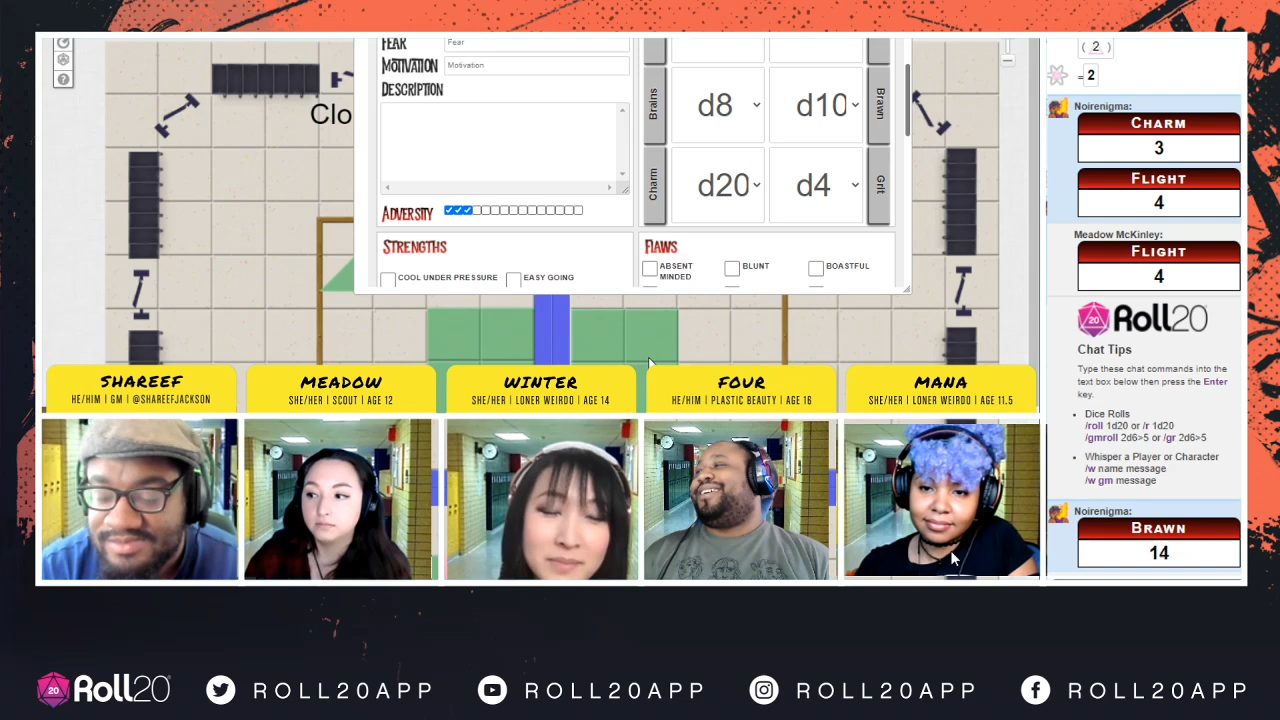 FEAR
Fear
MOTIVATION
Motivation
DESCRIPTION
ADVERSITY
STRENGTHS
COOL UNDER PRESSURE
EASY GOING
Brains
d8
d10
Brawn
Charm
d20
d4
Grit
FLAWS
ABSENT
MINDED
BLUNT
BOASTFUL
Clo
?
( 2 )
= 2
Noirenigma:
CHARM
3
FLIGHT
4
Meadow McKinley:
FLIGHT
4
20
Roll20
Chat Tips
Type these chat commands into the
text box below then press the Enter
key.
• Dice Rolls
/roll 1d20 or /r 1d20
/gmroll 2d6>5 or /gr 2d6>5
• Whisper a Player or Character
/w name message
/w gm message
Noirenigma:
BRAWN
14
SHAREEF
HE/HIM | GM | @SHAREEFJACKSON
MEADOW
SHE/HER | SCOUT | AGE 12
WINTER
SHE/HER | LONER WEIRDO | AGE 14
FOUR
HE/HIM | PLASTIC BEAUTY | AGE 16
MANA
SHE/HER | LONER WEIRDO | AGE 11.5
20
Roll20
ROLL20APP
ROLL20APP
ROLL20APP
ROLL20APP